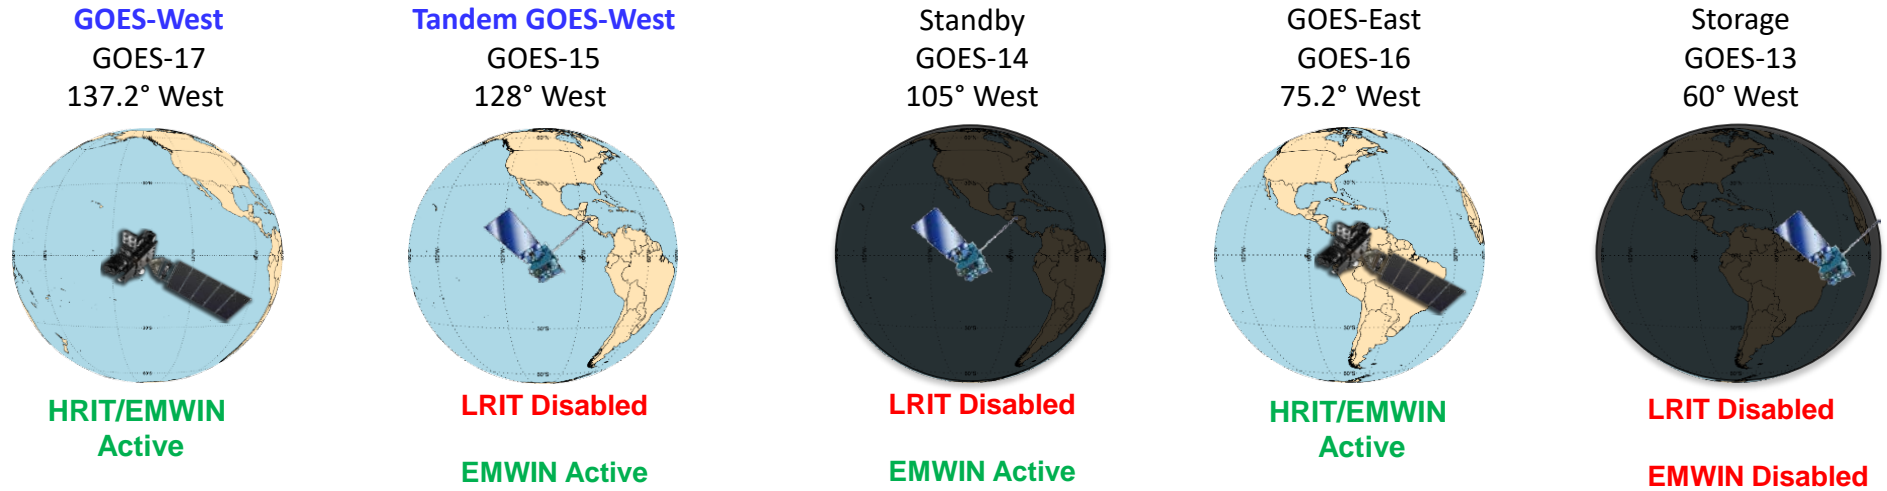 GOES-West
GOES-17
137.2° West
HRIT/EMWIN
Active
Tandem GOES-West
GOES-15
128° West
LRIT Disabled
EMWIN Active
Standby
GOES-14
105° West
LRIT Disabled
EMWIN Active
GOES-East
GOES-16
75.2° West
HRIT/EMWIN
Active
Storage
GOES-13
60° West
LRIT Disabled
EMWIN Disabled